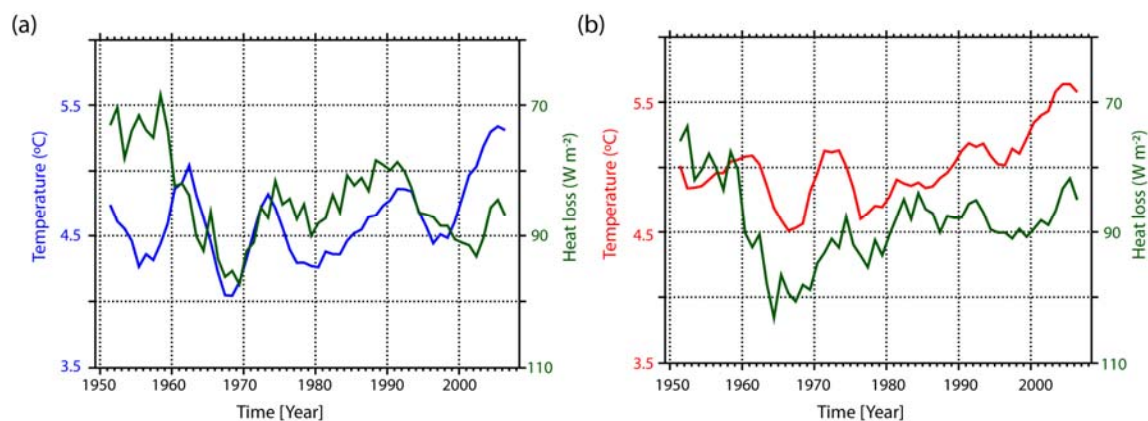 (a)
(b)
Temperature (ºC)
5.5
4.5
3.5
70
90
110
Heat loss (W m⁻²)
1950 1960 1970 1980 1990 2000
Time [Year]
Temperature (ºC)
5.5
4.5
3.5
70
90
110
Heat loss (W m⁻²)
1950 1960 1970 1980 1990 2000
Time [Year]